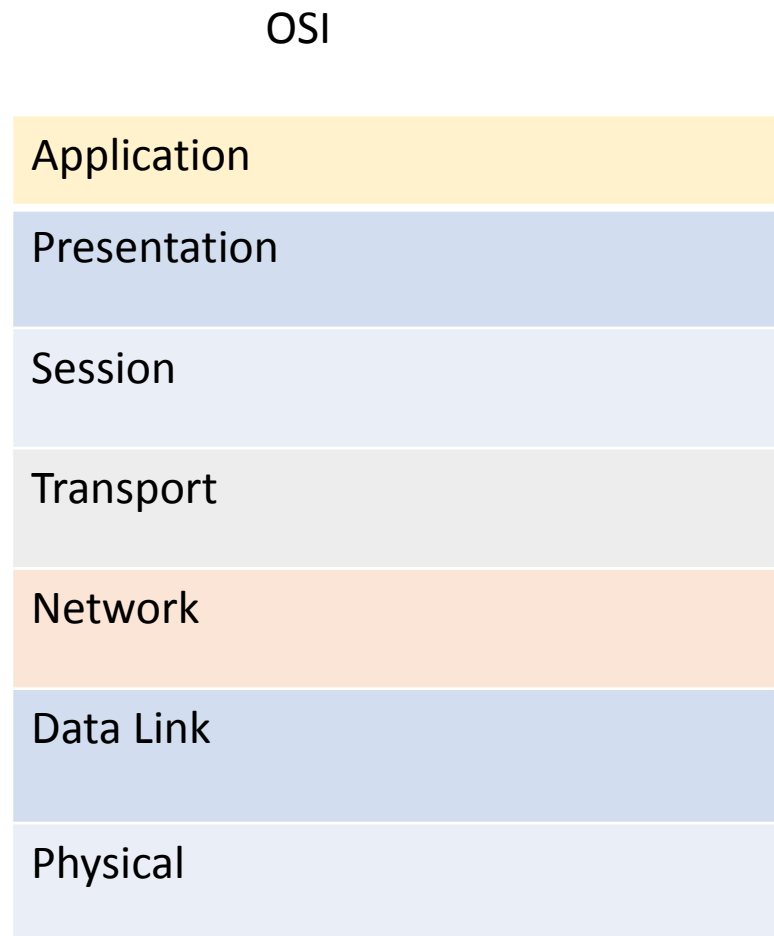 OSI
Application
Presentation
Session
Transport
Network
Data Link
Physical